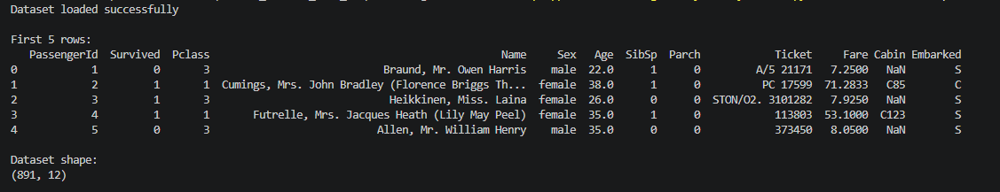 Dataset loaded successfully
First 5 rows:
PassengerId Survived Pclass Name Sex Age SibSp Parch Ticket Fare Cabin Embarked
0 1 0 3 Braund, Mr. Owen Harris male 22.0 1 0 A/5 21171 7.2500 NaN S
1 2 1 1 Cumings, Mrs. John Bradley (Florence Briggs Th... female 38.0 1 0 PC 17599 71.2833 C85 C
2 3 1 3 Heikkinen, Miss. Laina female 26.0 0 0 STON/O2. 3101282 7.9250 NaN S
3 4 1 1 Futrelle, Mrs. Jacques Heath (Lily May Peel) female 35.0 1 0 113803 53.1000 C123 S
4 5 0 3 Allen, Mr. William Henry male 35.0 0 0 373450 8.0500 NaN S
Dataset shape:
(891, 12)